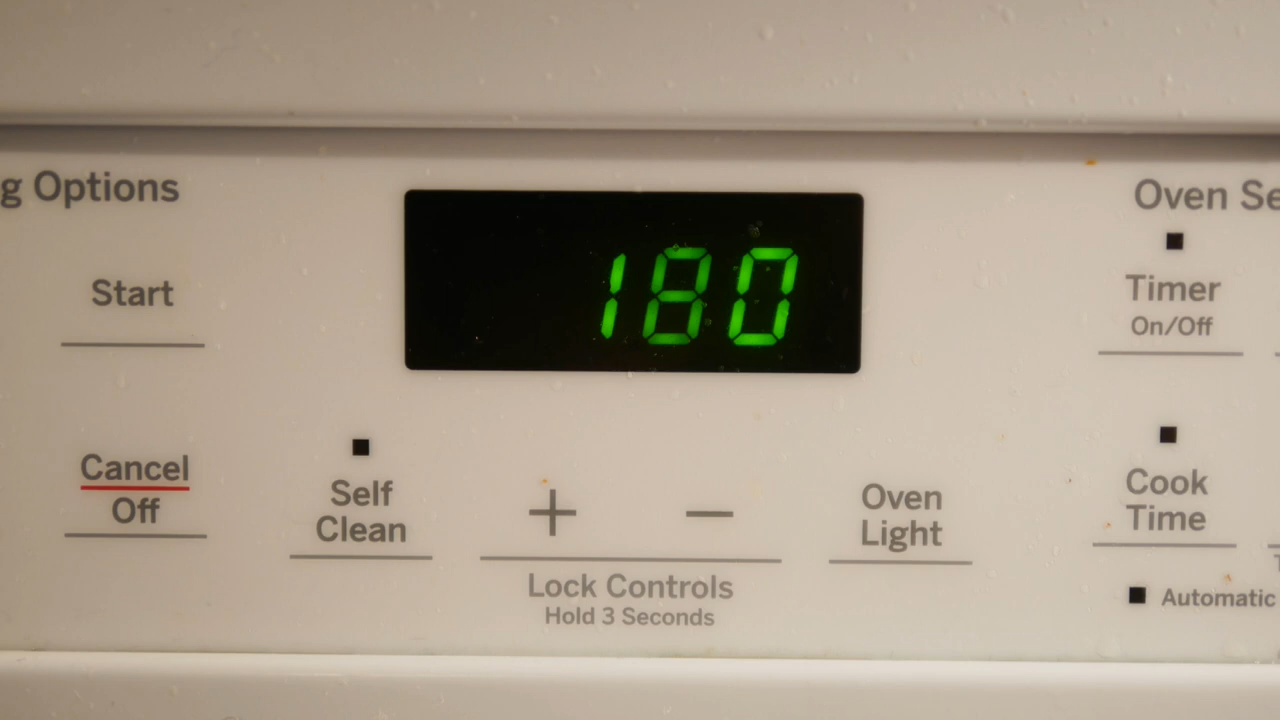 g Options
Oven Se
180
Start
Timer
On/Off
Cancel
Off
Self
Clean
+
−
Lock Controls
Hold 3 Seconds
Oven
Light
Cook
Time
Automatic